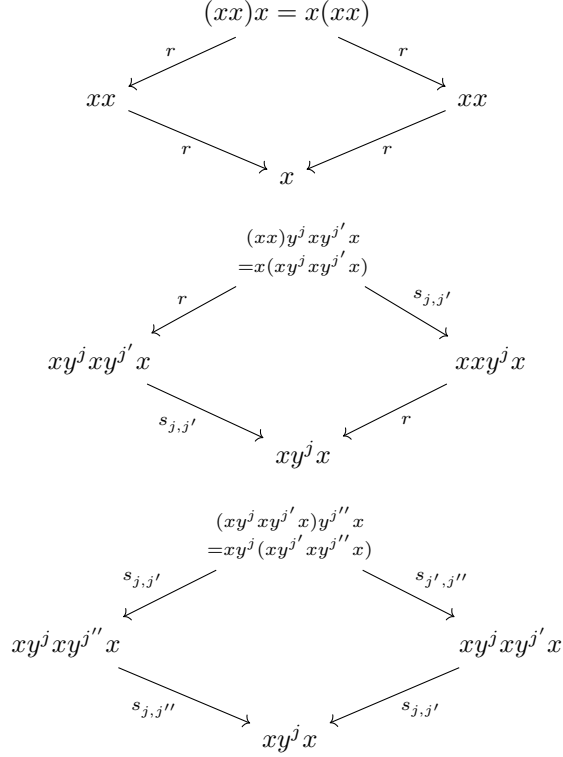 (xx)x = x(xx)
r r
xx xx
r r
x
(xx)y^j xy^{j'} x
=x(xy^j xy^{j'} x)
r s_{j,j'}
xy^j xy^{j'} x xxy^j x
s_{j,j'} r
xy^j x
(xy^j xy^{j'} x)y^{j''} x
=xy^j(xy^{j'} xy^{j''} x)
s_{j,j'} s_{j',j''}
xy^j xy^{j''} x xy^j xy^{j'} x
s_{j,j''} s_{j,j'}
xy^j x